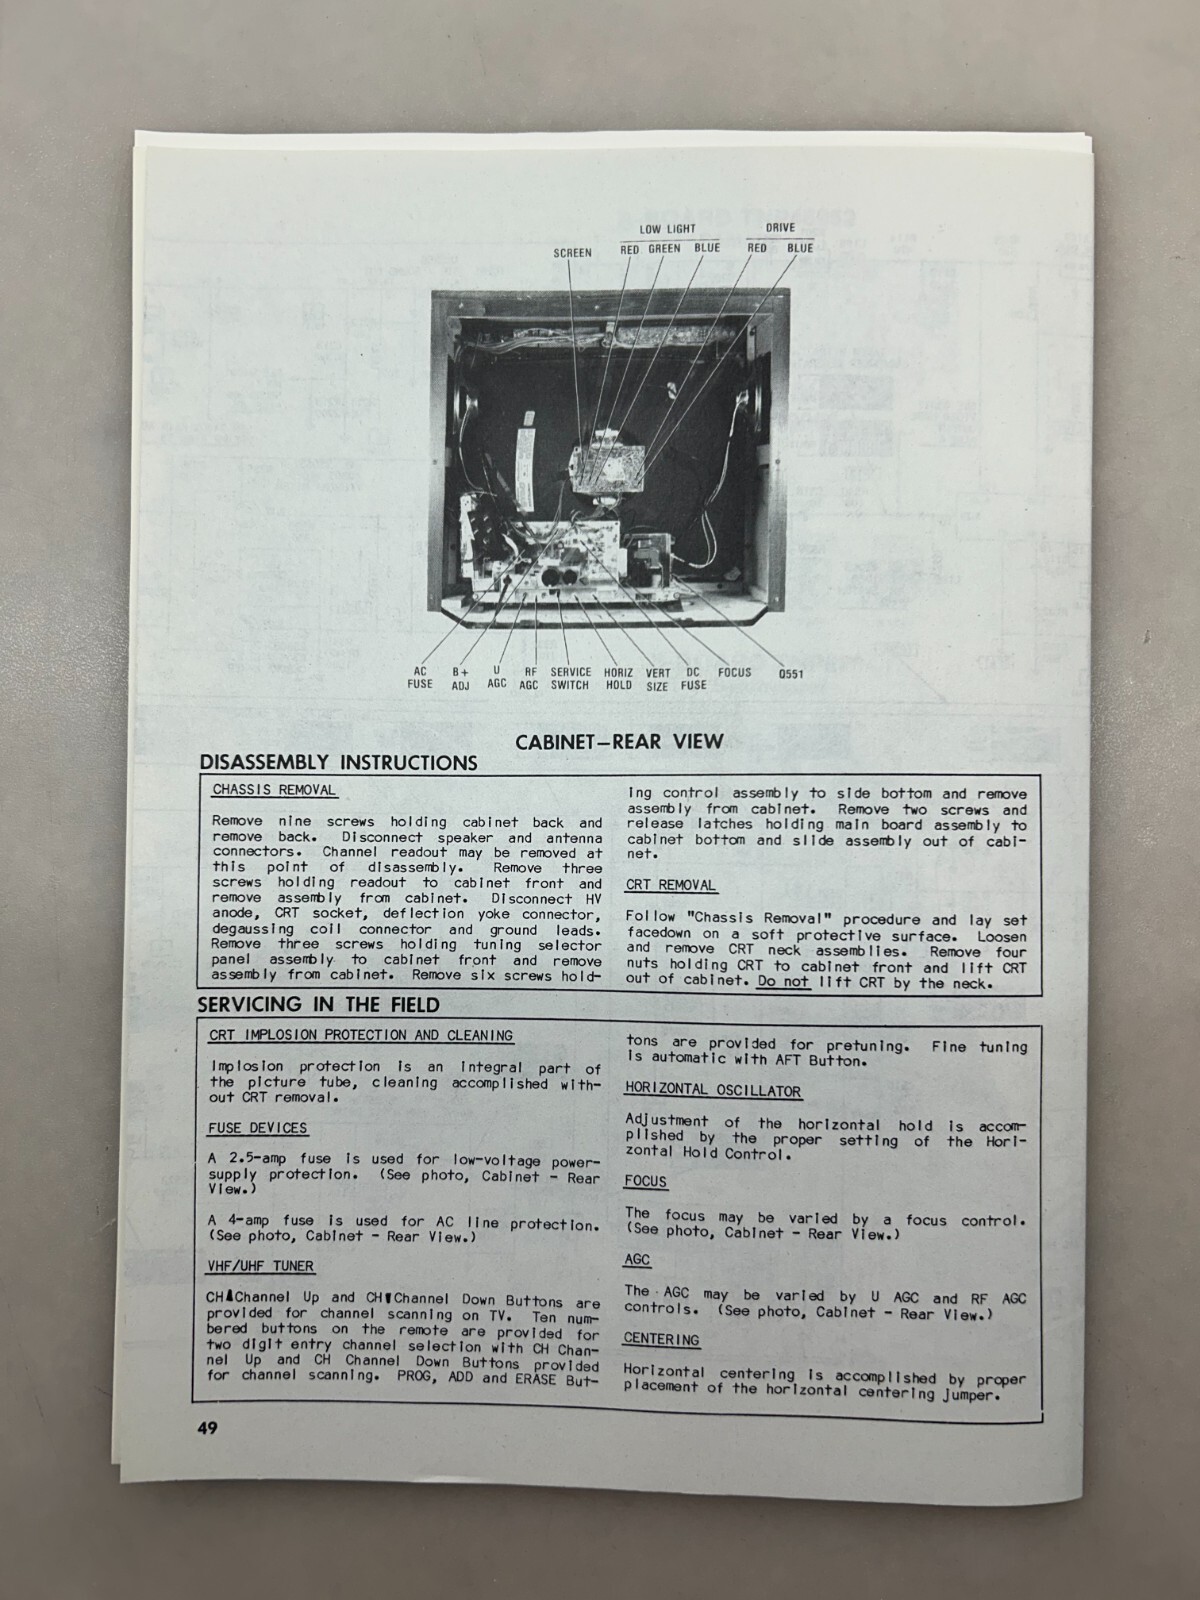 LOW LIGHT DRIVE
SCREEN RED GREEN BLUE RED BLUE
AC FUSE
B+ ADJ
U AGC
RF AGC
SERVICE SWITCH
HORIZ HOLD
VERT SIZE
DC FUSE
FOCUS
Q551
CABINET—REAR VIEW
DISASSEMBLY INSTRUCTIONS
CHASSIS REMOVAL
Remove nine screws holding cabinet back and
remove back. Disconnect speaker and antenna
connectors. Channel readout may be removed at
this point of disassembly. Remove three
screws holding readout to cabinet front and
remove assembly from cabinet. Disconnect HV
anode, CRT socket, deflection yoke connector,
degaussing coil connector and ground leads.
Remove three screws holding tuning selector
panel assembly to cabinet front and remove
assembly from cabinet. Remove six screws hold-
ing control assembly to side bottom and remove
assembly from cabinet. Remove two screws and
release latches holding main board assembly to
cabinet bottom and slide assembly out of cabi-
net.
CRT REMOVAL
Follow "Chassis Removal" procedure and lay set
facedown on a soft protective surface. Loosen
and remove CRT neck assemblies. Remove four
nuts holding CRT to cabinet front and lift CRT
out of cabinet. Do not lift CRT by the neck.
SERVICING IN THE FIELD
CRT IMPLOSION PROTECTION AND CLEANING
Implosion protection is an integral part of
the picture tube, cleaning accomplished with-
out CRT removal.
FUSE DEVICES
A 2.5-amp fuse is used for low-voltage power-
supply protection. (See photo, Cabinet - Rear
View.)
A 4-amp fuse is used for AC line protection.
(See photo, Cabinet - Rear View.)
VHF/UHF TUNER
CH▲Channel Up and CH▼Channel Down Buttons are
provided for channel scanning on TV. Ten num-
bered buttons on the remote are provided for
two digit entry channel selection with CH Chan-
nel Up and CH Channel Down Buttons provided
for channel scanning. PROG, ADD and ERASE But-
tons are provided for pretuning. Fine tuning
is automatic with AFT Button.
HORIZONTAL OSCILLATOR
Adjustment of the horizontal hold is accom-
plished by the proper setting of the Hori-
zontal Hold Control.
FOCUS
The focus may be varied by a focus control.
(See photo, Cabinet - Rear View.)
AGC
The AGC may be varied by U AGC and RF AGC
controls. (See photo, Cabinet - Rear View.)
CENTERING
Horizontal centering is accomplished by proper
placement of the horizontal centering jumper.
49